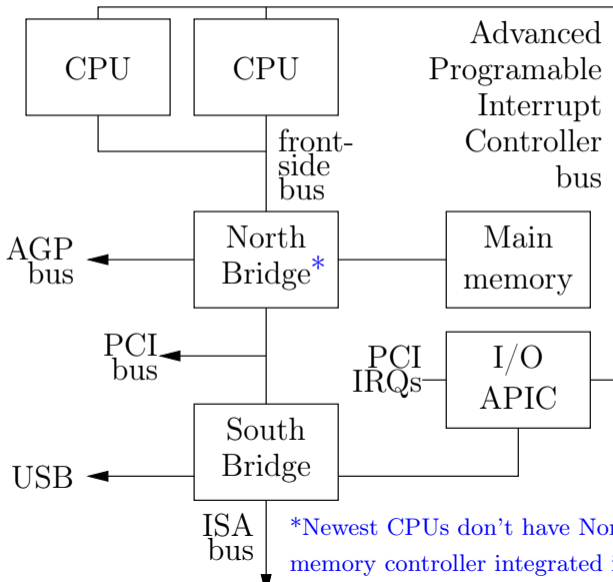 CPU
CPU
Advanced
Programable
Interrupt
Controller
bus
front-
side
bus
AGP
bus
North
Bridge*
Main
memory
PCI
bus
PCI
IRQs
I/O
APIC
South
Bridge
USB
ISA
bus
*Newest CPUs don't have
memory controller integrated